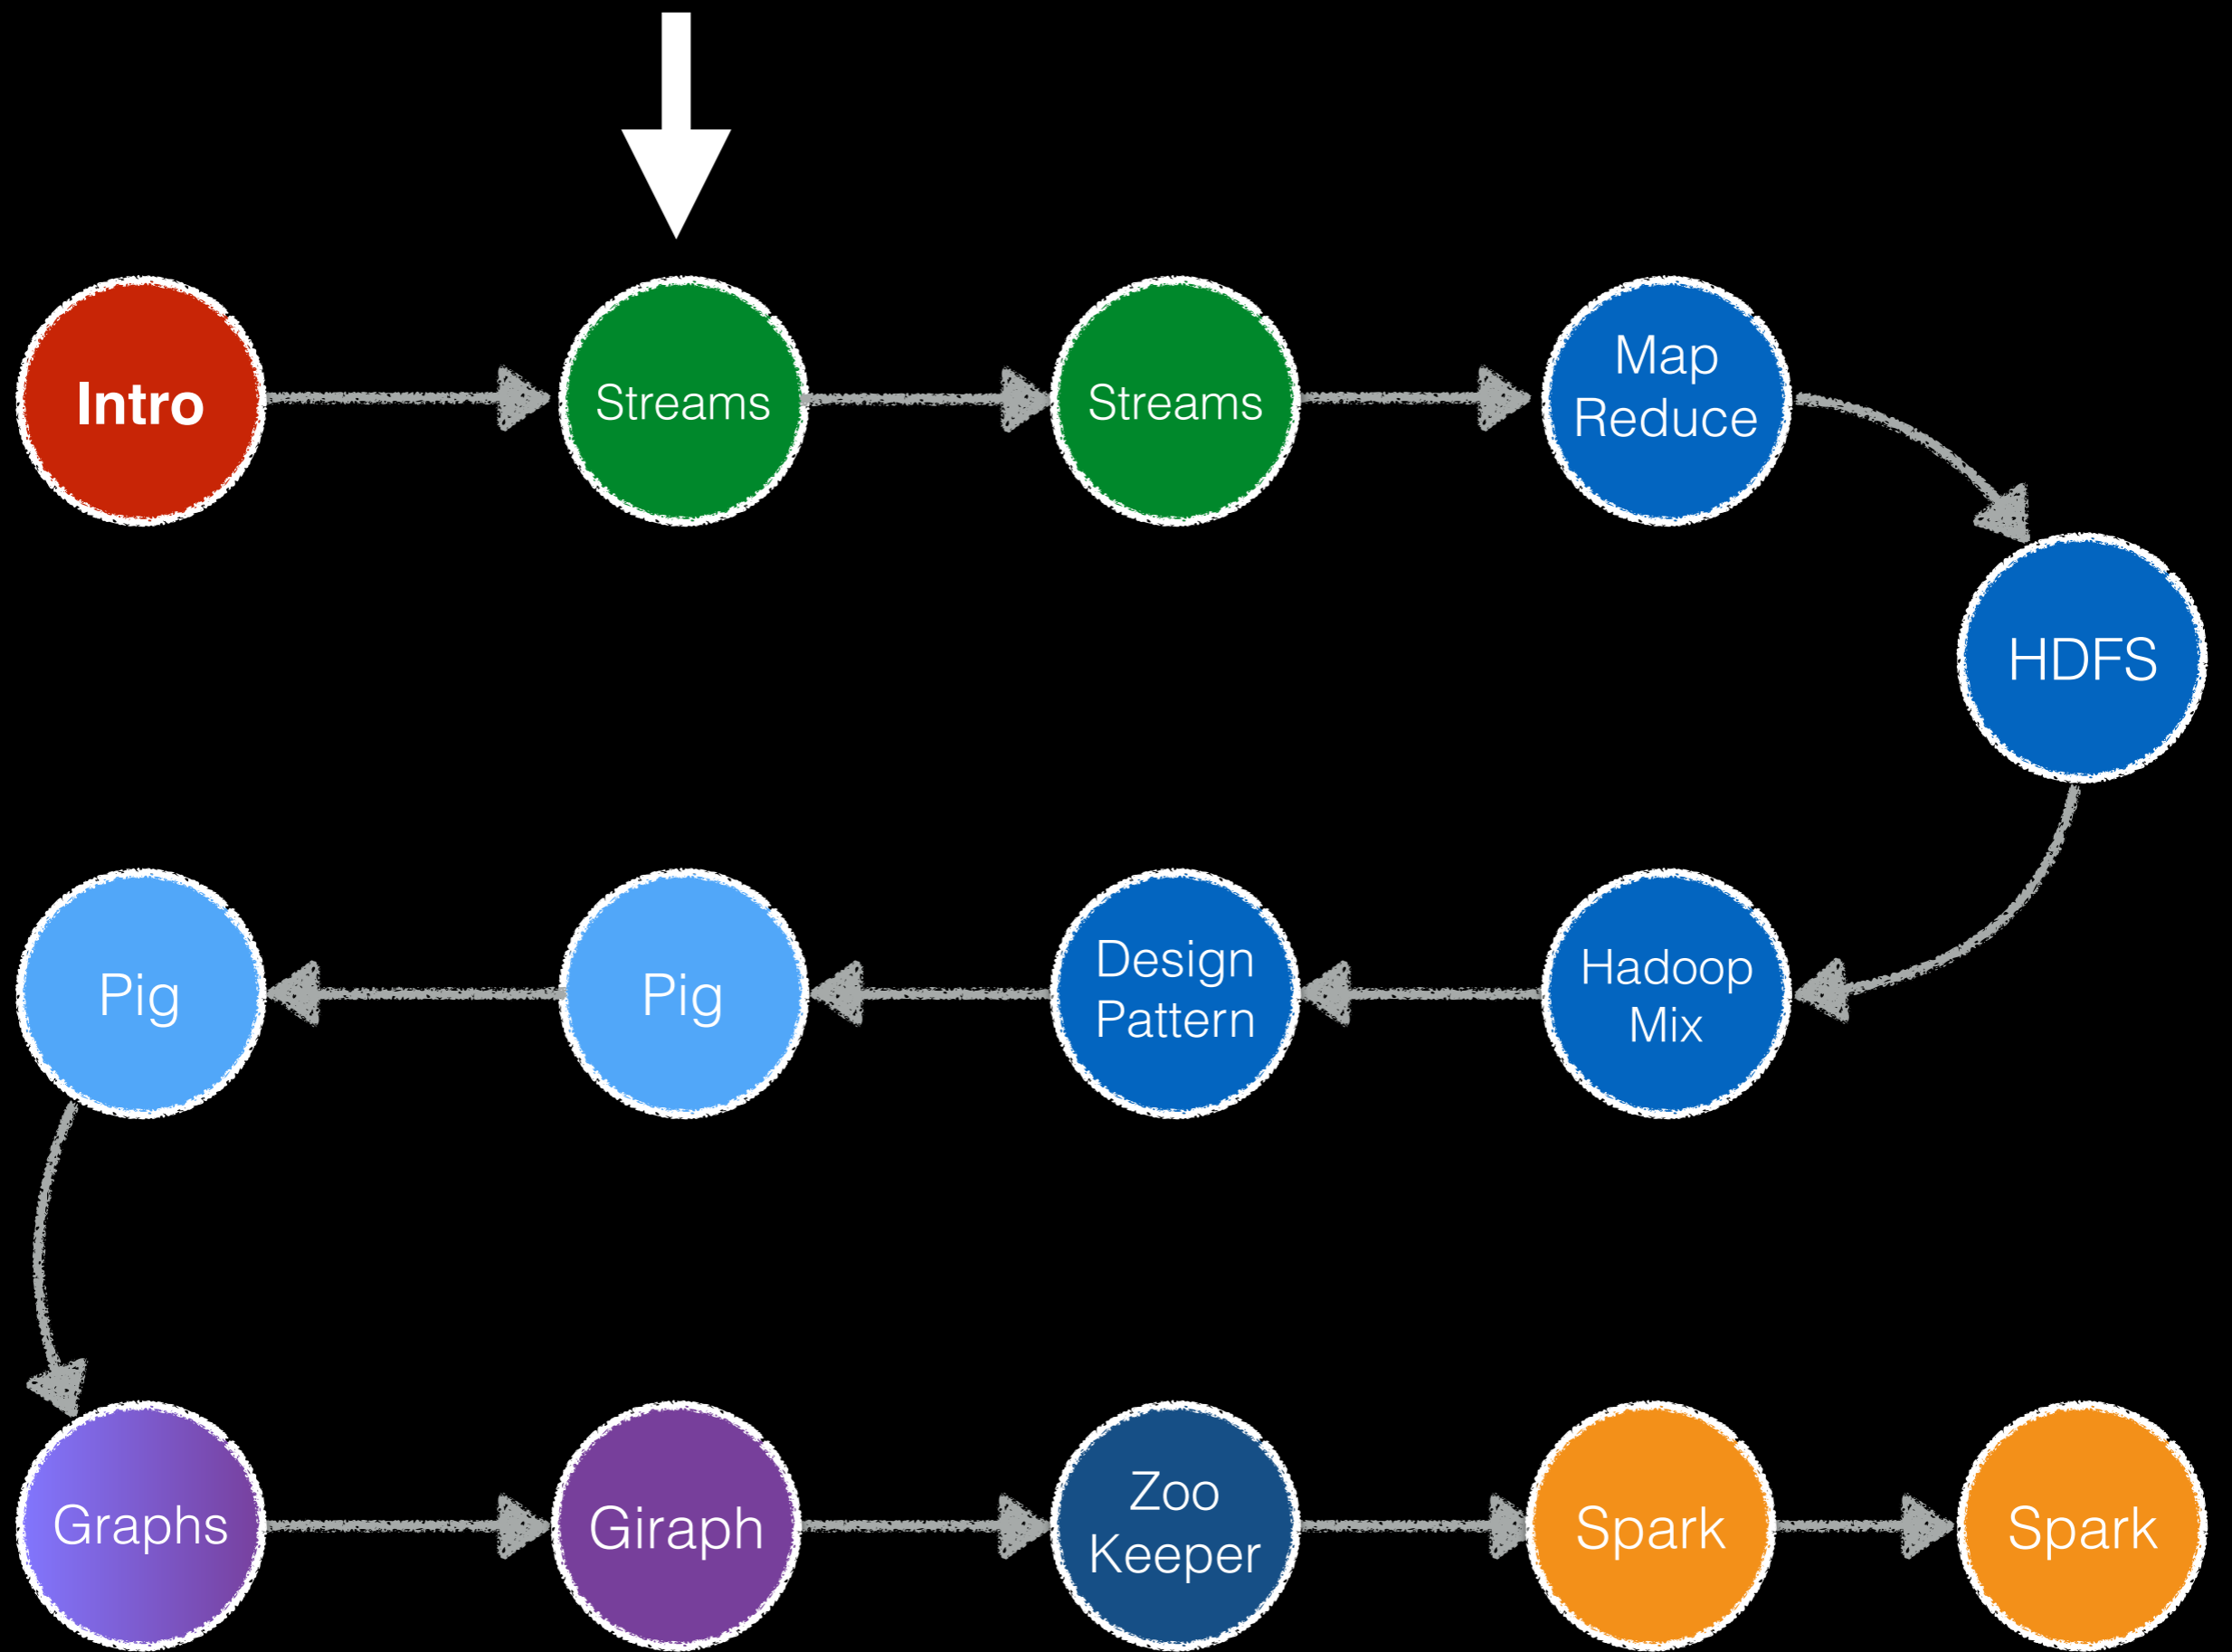 Intro
Streams
Streams
Map
Reduce
HDFS
Hadoop
Mix
Design
Pattern
Pig
Pig
Graphs
Giraph
Zoo
Keeper
Spark
Spark